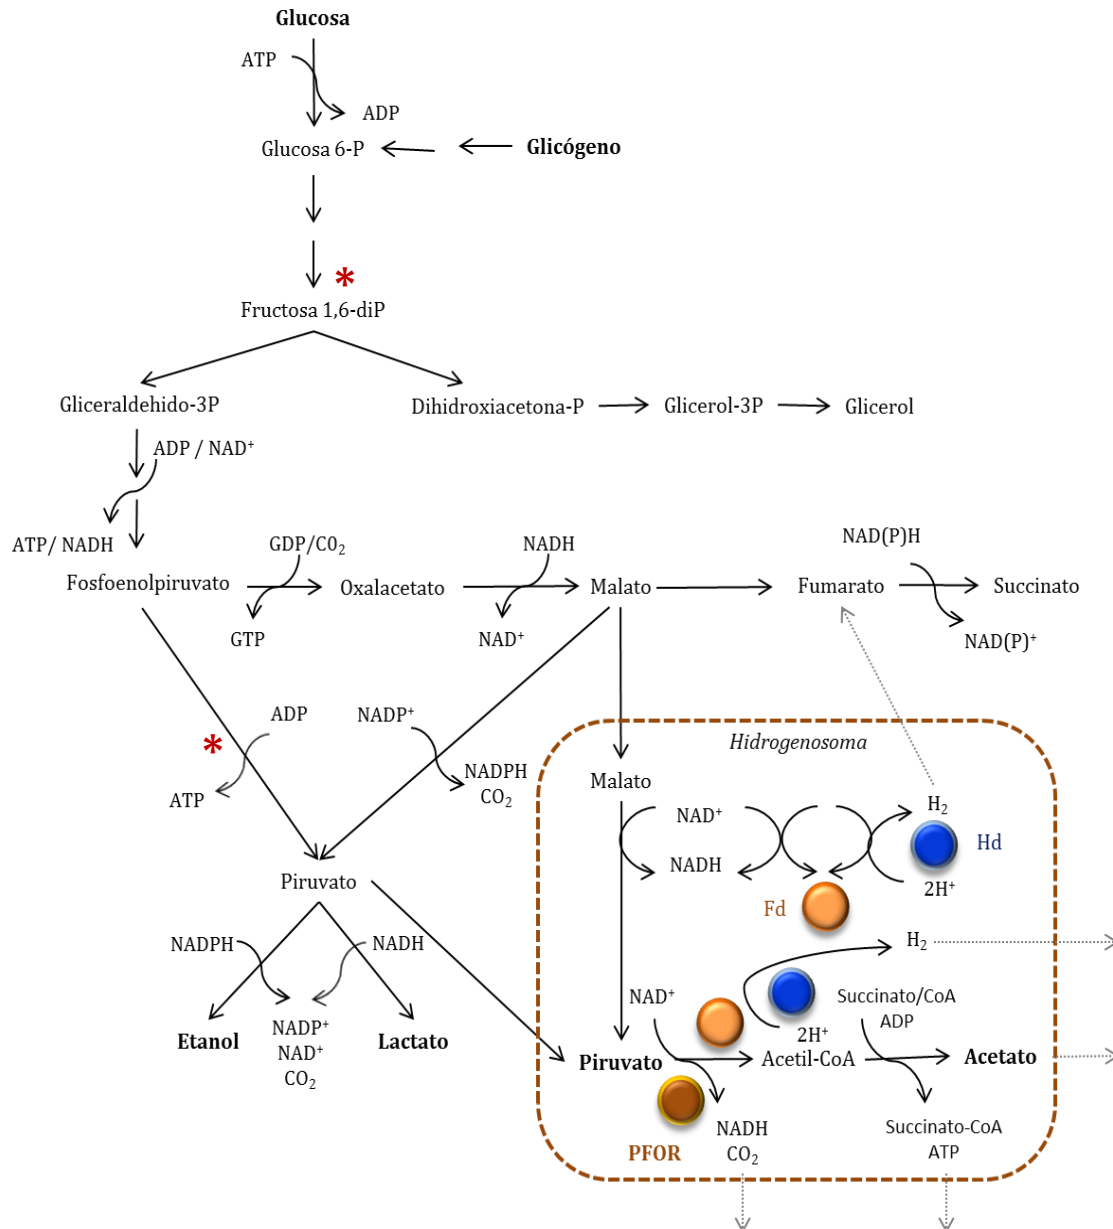 Glucosa
ATP
ADP
Glucosa 6-P
Glicógeno
*
Fructosa 1,6-diP
Gliceraldehido-3P
Dihidroxiacetona-P
Glicerol-3P
Glicerol
ADP / NAD⁺
ATP/ NADH
GDP/C0₂
NADH
NAD(P)H
Fosfoenolpiruvato
Oxalacetato
Malato
Fumarato
Succinato
GTP
NAD⁺
NAD(P)⁺
ADP
NADP⁺
*
ATP
NADPH
CO₂
Hidrogenosoma
Malato
NAD⁺
NADH
H₂
Hd
2H⁺
Fd
Piruvato
NADPH
NADH
Etanol
NADP⁺
NAD⁺
CO₂
Lactato
H₂
NAD⁺
2H⁺
Succinato/CoA
ADP
Piruvato
Acetil-CoA
Acetato
PFOR
NADH
CO₂
Succinato-CoA
ATP